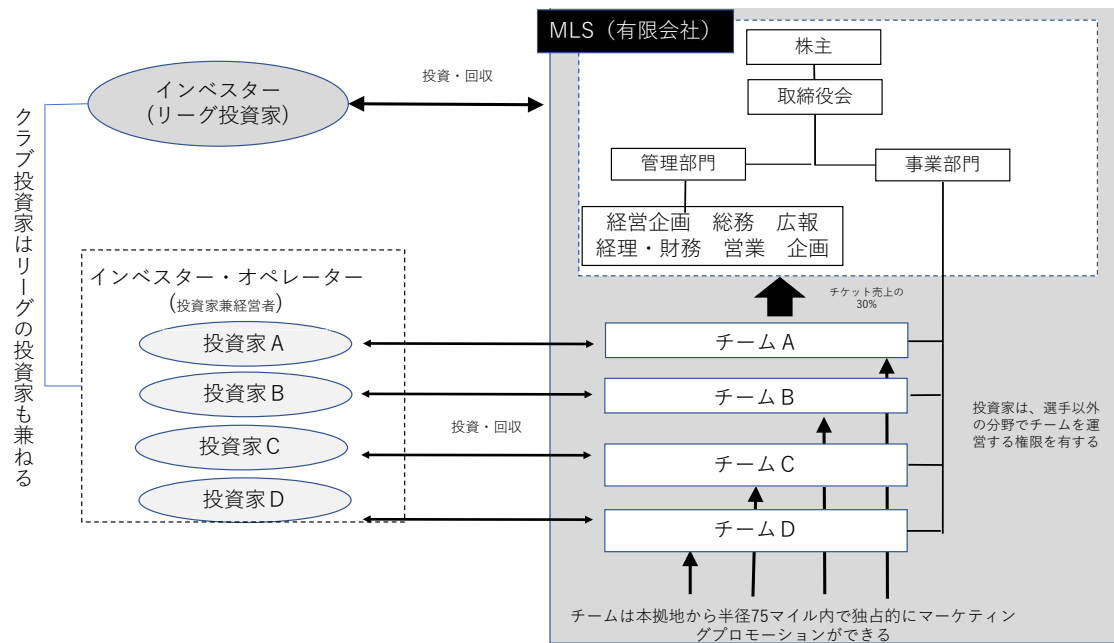 MLS（有限会社）
株主
取締役会
管理部門
事業部門
経営企画　総務　広報
経理・財務　営業　企画
投資・回収
インベスター
(リーグ投資家)
クラブ投資家はリーグの投資家も兼ねる
インベスター・オペレーター
(投資家兼経営者)
投資家A
投資家B
投資家C
投資家D
投資・回収
チケット売上の
30%
チームA
チームB
チームC
チームD
投資家は、選手以外
の分野でチームを運
営する権限を有する
チームは本拠地から半径75マイル内で独占的にマーケティン
グプロモーションができる